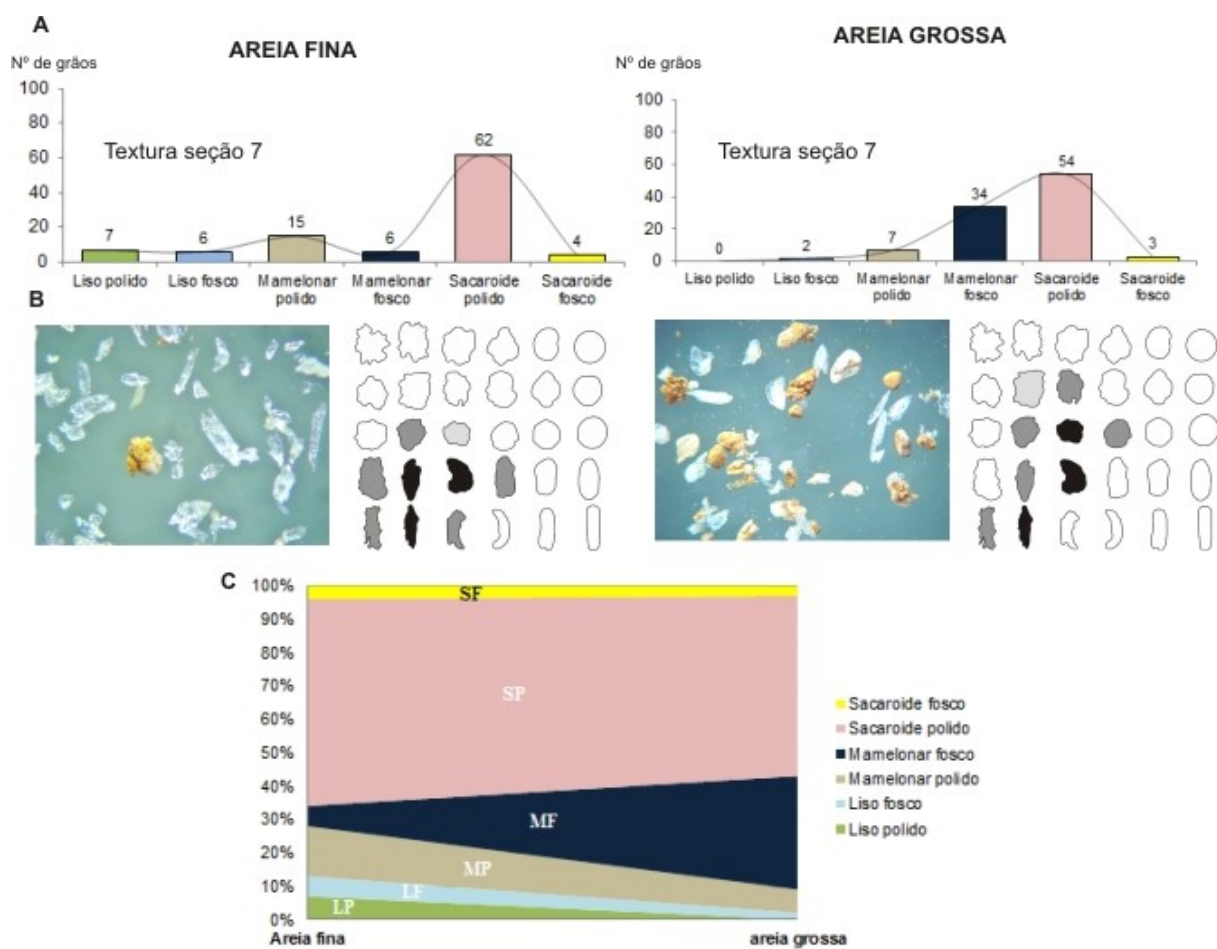 A
AREIA FINA
Nº de grãos
100
80
60
40
20
0
Textura seção 7
7
6
15
6
62
4
Liso polido
Liso fosco
Mamelonar
polido
Mamelonar
fosco
Sacaroide
polido
Sacaroide
fosco
AREIA GROSSA
Nº de grãos
100
80
60
40
20
0
Textura seção 7
0
2
7
34
54
3
Liso polido
Liso fosco
Mamelonar
polido
Mamelonar
fosco
Sacaroide
polido
Sacaroide
fosco
B
C
100%
90%
80%
70%
60%
50%
40%
30%
20%
10%
0%
SF
SP
MF
MP
LF
LP
Areia fina
areia grossa
Sacaroide fosco
Sacaroide polido
Mamelonar fosco
Mamelonar polido
Liso fosco
Liso polido